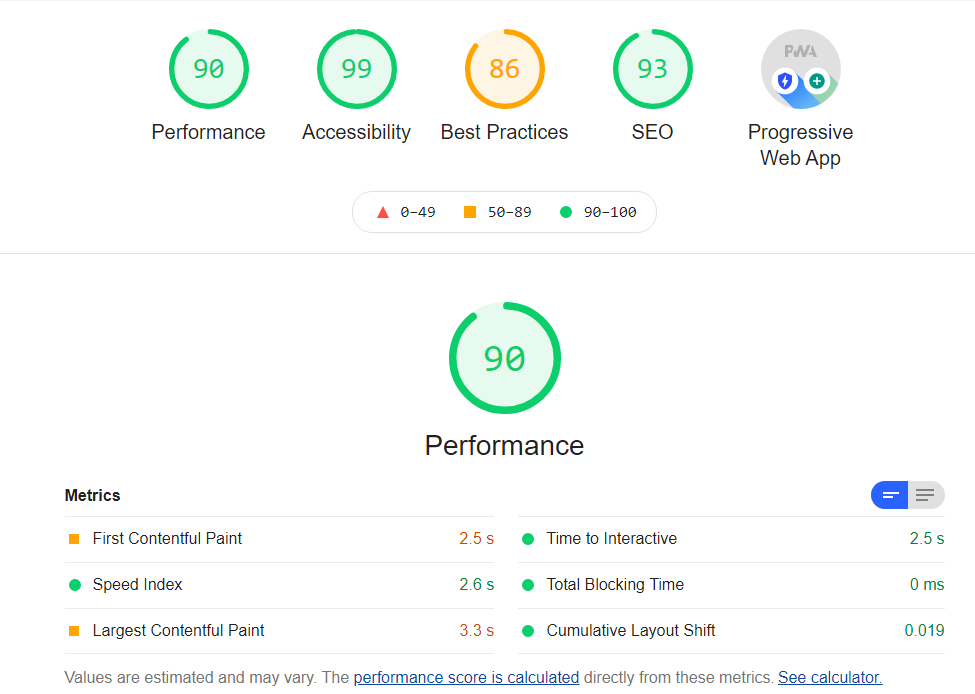 90 99 86 93 PWA
Performance Accessibility Best Practices SEO Progressive
Web App
0–49 50–89 90–100
90
Performance
Metrics
First Contentful Paint 2.5 s Time to Interactive 2.5 s
Speed Index 2.6 s Total Blocking Time 0 ms
Largest Contentful Paint 3.3 s Cumulative Layout Shift 0.019
Values are estimated and may vary. The performance score is calculated directly from these metrics. See calculator.